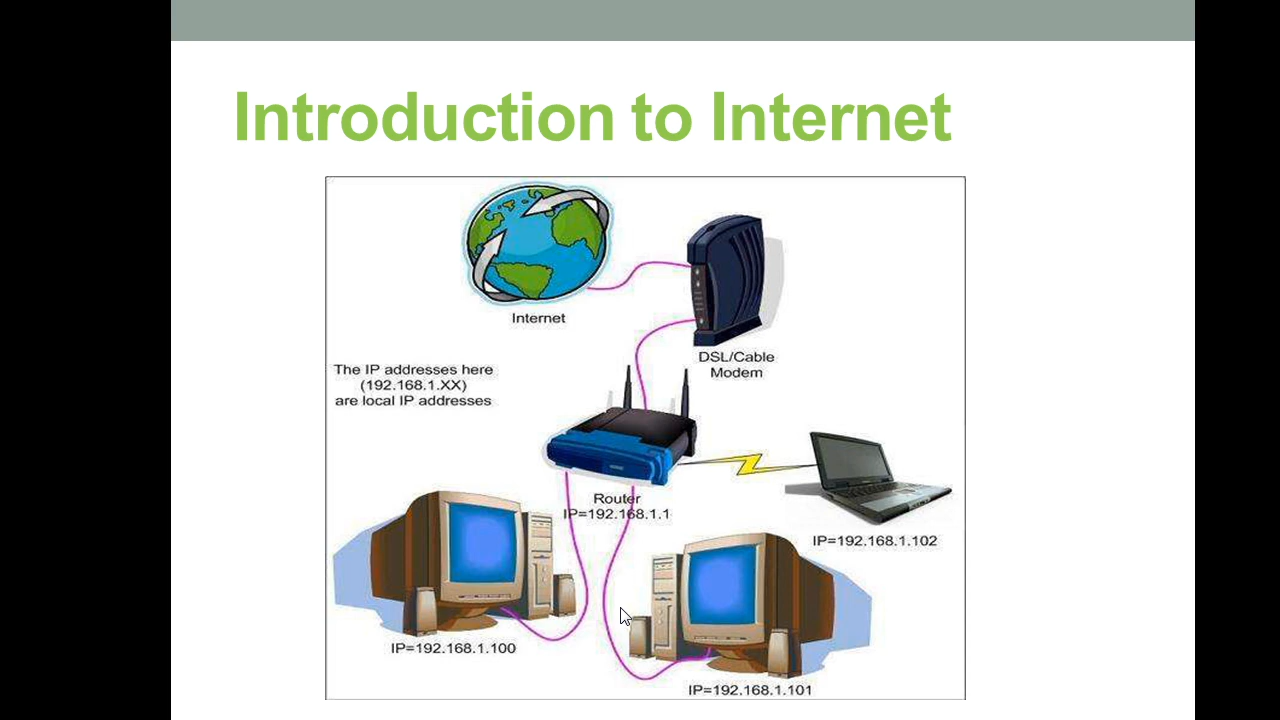 Introduction to Internet
Internet
DSL/Cable
Modem
The IP addresses here
(192.168.1.XX)
are local IP addresses
Router
IP=192.168.1.1
IP=192.168.1.102
IP=192.168.1.100
IP=192.168.1.101